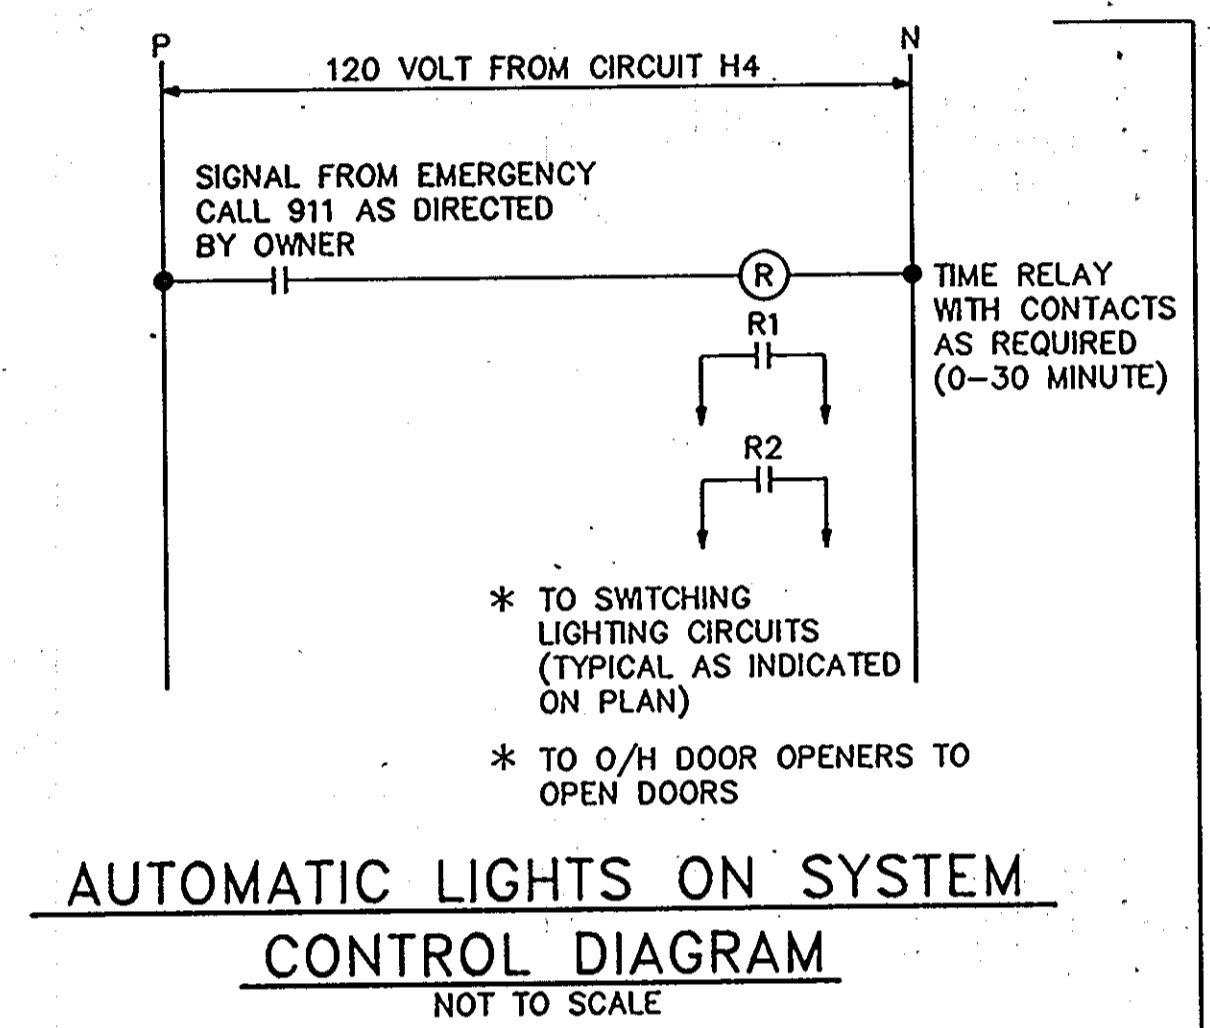 P
N
120 VOLT FROM CIRCUIT H4
SIGNAL FROM EMERGENCY
CALL 911 AS DIRECTED
BY OWNER
R
TIME RELAY
WITH CONTACTS
AS REQUIRED
(0-30 MINUTE)
R1
R2
* TO SWITCHING
LIGHTING CIRCUITS
(TYPICAL AS INDICATED
ON PLAN)
* TO O/H DOOR OPENERS TO
OPEN DOORS
AUTOMATIC LIGHTS ON SYSTEM
CONTROL DIAGRAM
NOT TO SCALE